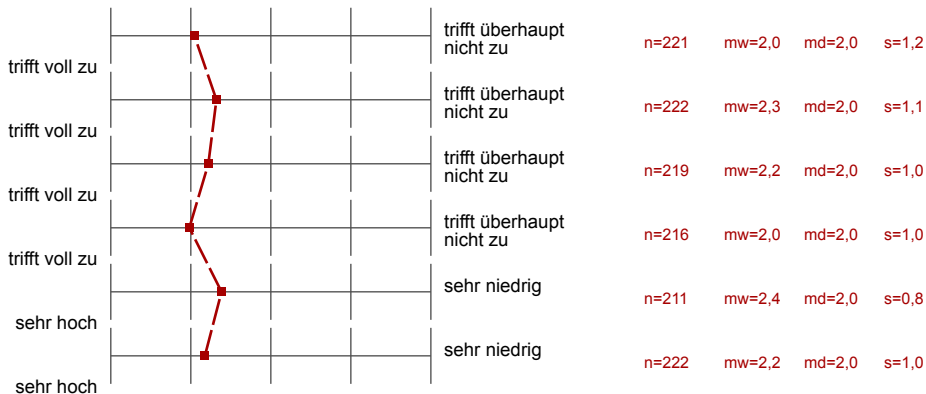 trifft überhaupt
nicht zu
n=221 mw=2,0 md=2,0 s=1,2
trifft voll zu
trifft überhaupt
nicht zu
n=222 mw=2,3 md=2,0 s=1,1
trifft voll zu
trifft überhaupt
nicht zu
n=219 mw=2,2 md=2,0 s=1,0
trifft voll zu
trifft überhaupt
nicht zu
n=216 mw=2,0 md=2,0 s=1,0
trifft voll zu
sehr niedrig
n=211 mw=2,4 md=2,0 s=0,8
sehr hoch
sehr niedrig
n=222 mw=2,2 md=2,0 s=1,0
sehr hoch